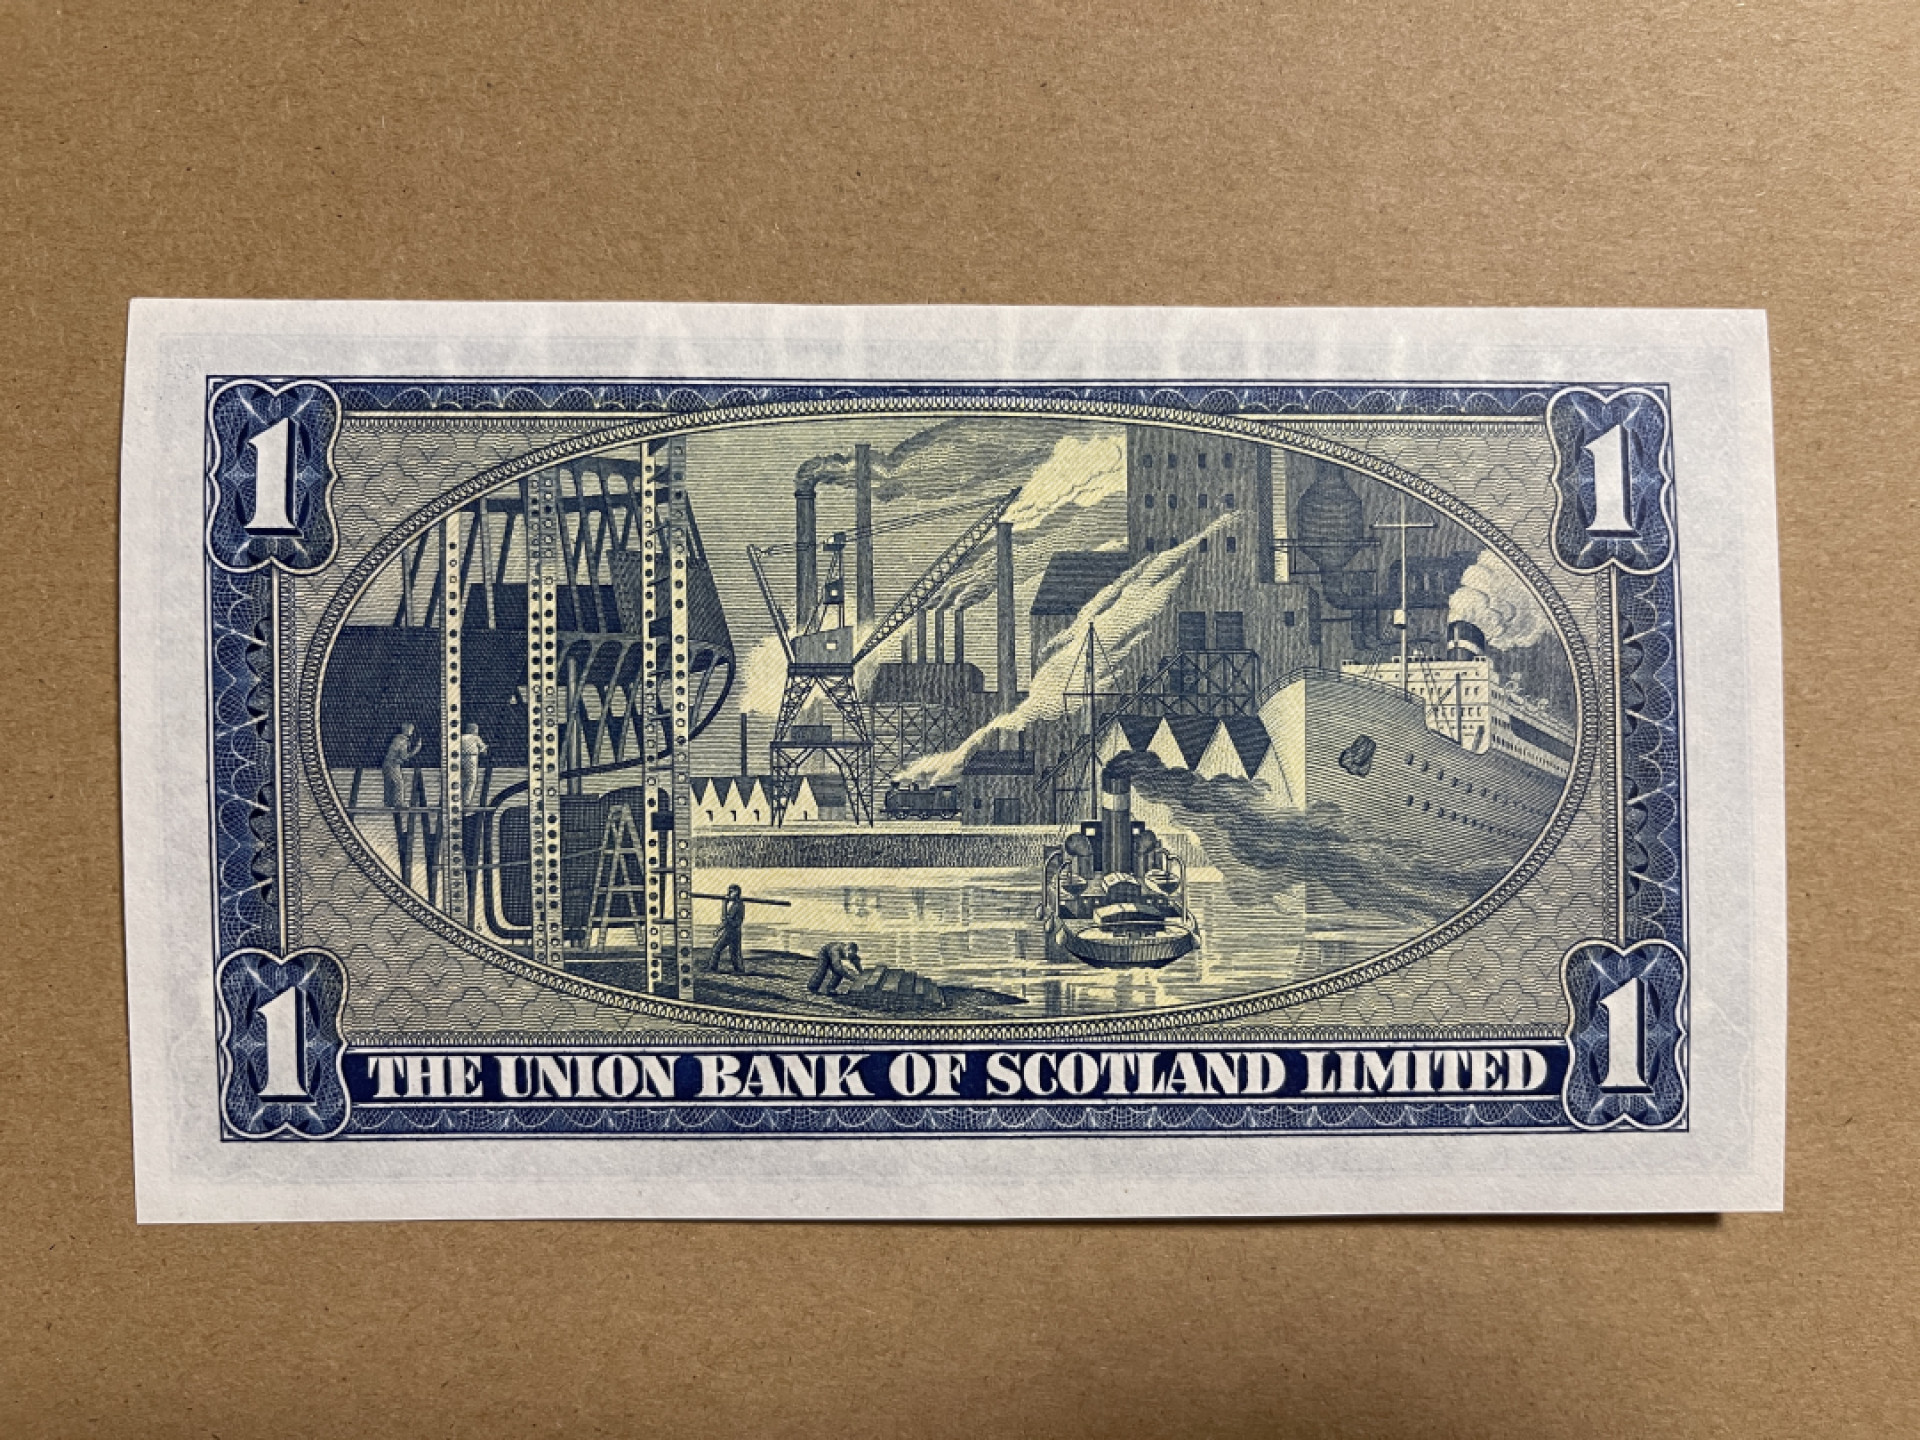 1 1
THE UNION BANK OF SCOTLAND LIMITED
1 1